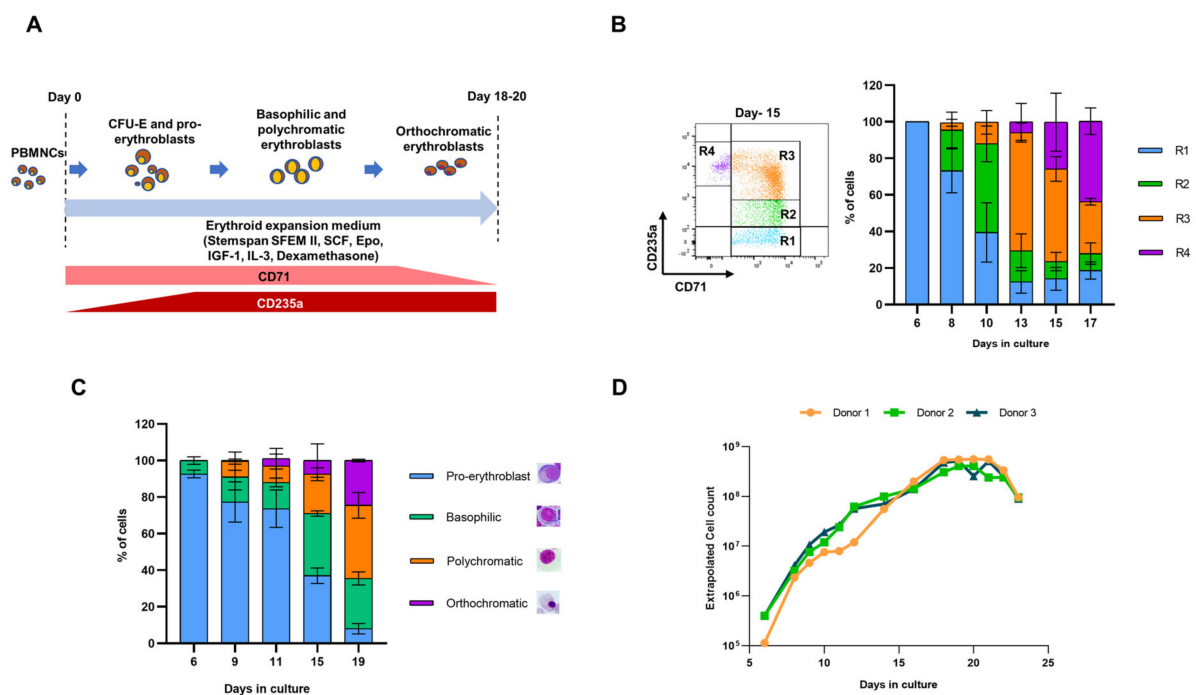 A
Day 0
Day 18-20
PBMNCs
CFU-E and pro-
erythroblasts
Basophilic and
polychromatic
erythroblasts
Orthochromatic
erythroblasts
Erythroid expansion medium
(Stemspan SFEM II, SCF, Epo,
IGF-1, IL-3, Dexamethasone)
CD71
CD235a
B
Day- 15
R4
R3
R2
R1
CD235a
CD71
120
100
80
60
40
20
0
% of cells
6 8 10 13 15 17
Days in culture
R1
R2
R3
R4
C
120
100
80
60
40
20
0
% of cells
6 9 11 15 19
Days in culture
Pro-erythroblast
Basophilic
Polychromatic
Orthochromatic
D
Donor 1 Donor 2 Donor 3
10⁹
10⁸
10⁷
10⁶
10⁵
Extrapolated Cell count
5 10 15 20 25
Days in culture